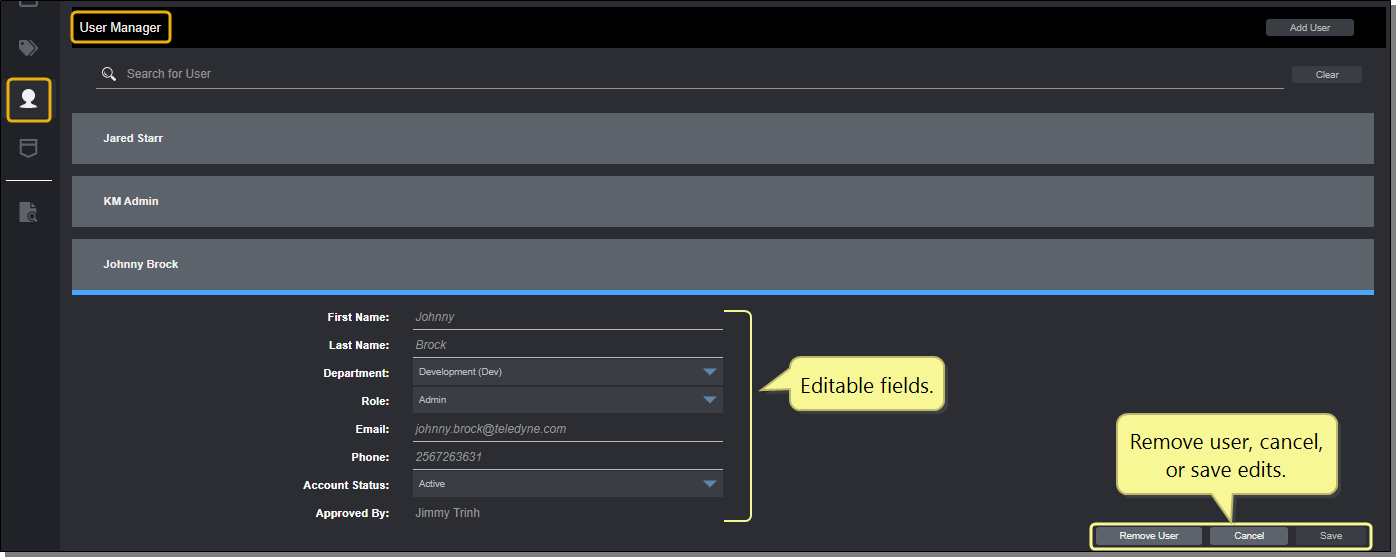 User Manager
Add User
Search for User
Clear
Jared Starr
KM Admin
Johnny Brock
First Name: Johnny
Last Name: Brock
Department: Development (Dev)
Role: Admin
Email: johnny.brock@teledyne.com
Phone: 2567263631
Account Status: Active
Approved By: Jimmy Trinh
Editable fields.
Remove user, cancel,
or save edits.
Remove User
Cancel
Save